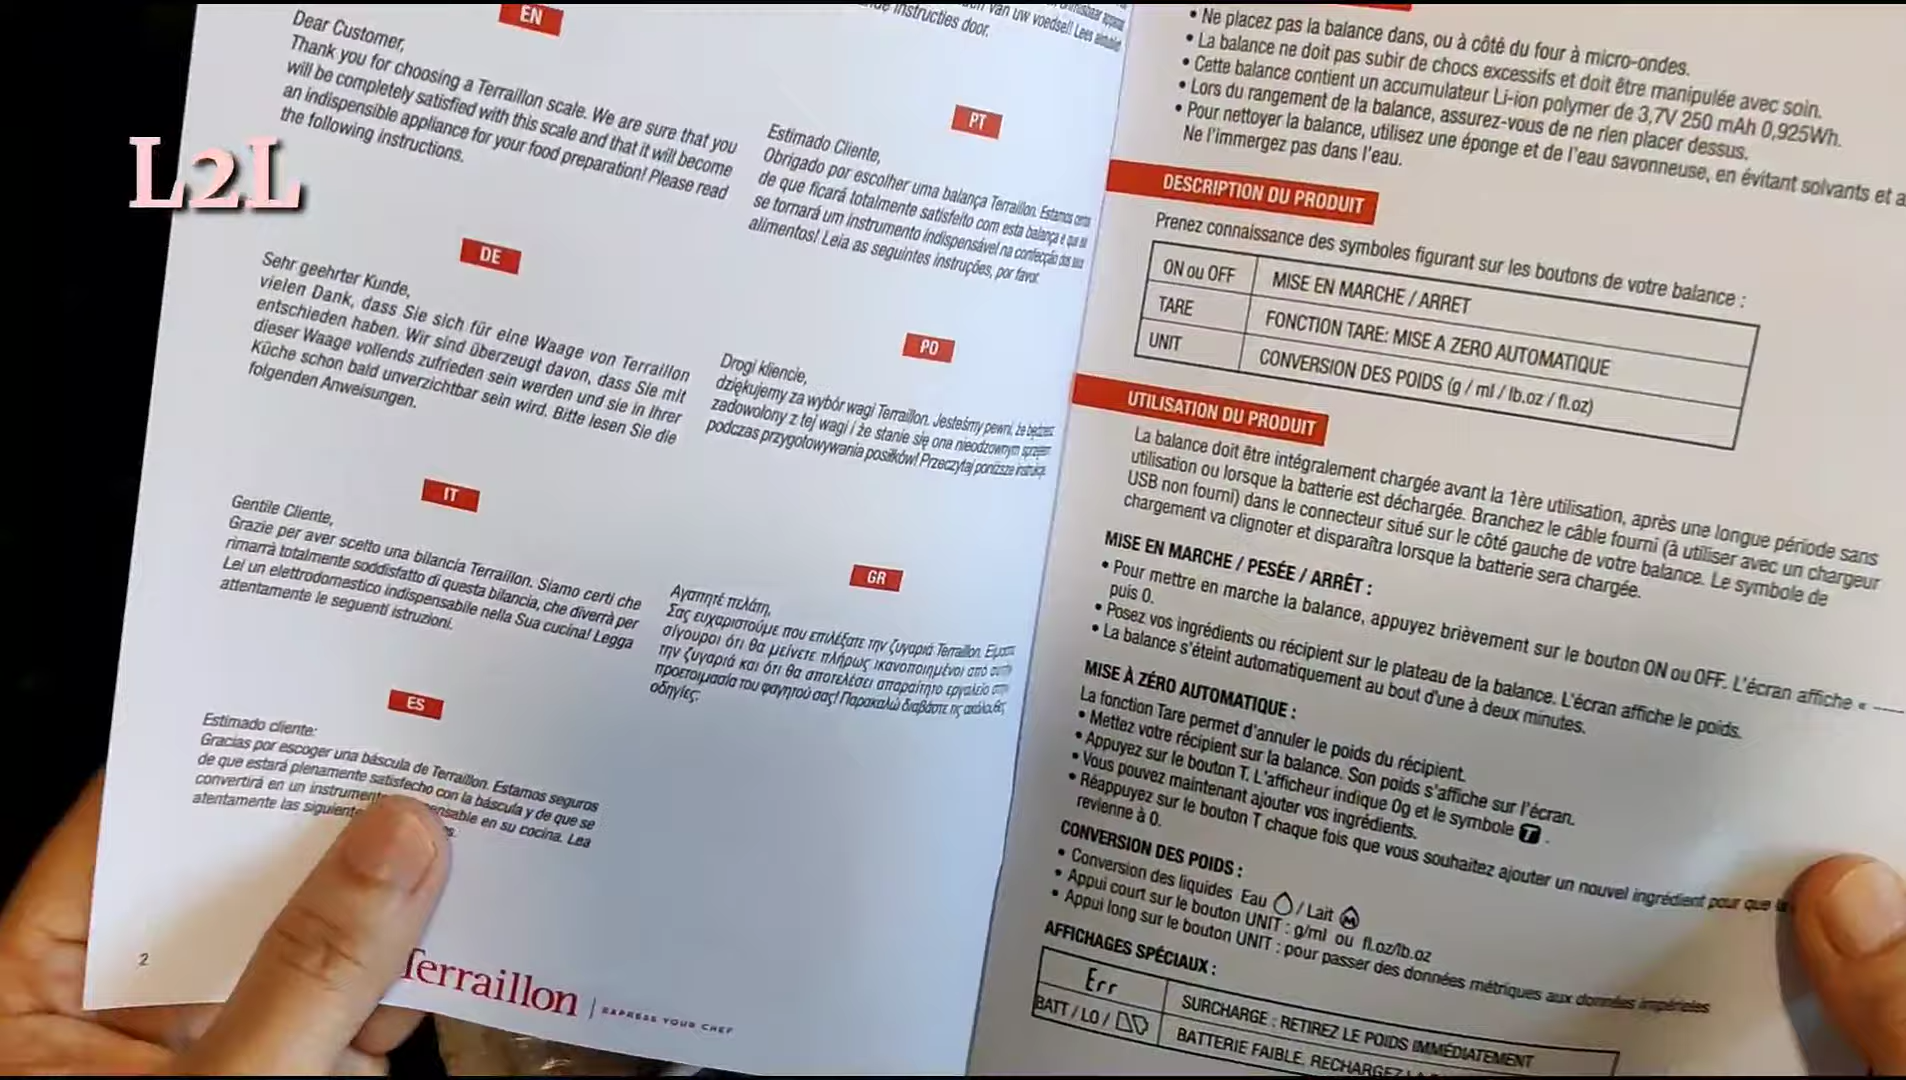 L2L
EN
Dear Customer,
Thank you for choosing a Terraillon scale. We are sure that you
will be completely satisfied with this scale and that it will become
an indispensible appliance for your food preparation! Please read
the following instructions.
DE
Sehr geehrter Kunde,
vielen Dank, dass Sie sich für eine Waage von Terraillon
entschieden haben. Wir sind überzeugt davon, dass Sie mit
dieser Waage vollends zufrieden sein werden und sie in Ihrer
Küche schon bald unverzichtbar sein wird. Bitte lesen Sie die
folgenden Anweisungen.
IT
Gentile Cliente,
Grazie per aver scelto una bilancia Terraillon. Siamo certi che
rimarrà totalmente soddisfatto di questa bilancia, che diverrà per
Lei un elettrodomestico indispensabile nella Sua cucina! Legga
attentamente le seguenti istruzioni.
ES
Estimado cliente:
Gracias por escoger una báscula de Terraillon. Estamos seguros
de que estará plenamente satisfecho con la báscula y de que se
convertirá en un en su cocina. Lea
atentamente las
2
Terraillon | EXPRESS YOUR CHEF
van uw voedsel! Lees
instructies door.
PT
Estimado Cliente,
Obrigado por escolher uma balança Terraillon. Estamos certos
de que ficará totalmente satisfeito com esta balança e que se
se tornará um instrumento indispensável na confecção dos seus
alimentos! Leia as seguintes instruções, por favor.
PO
Drogi kliencie,
dziękujemy za wybór wagi Terraillon. Jesteśmy pewni, że będziesz
zadowolony z tej wagi i że stanie się ona nieodzownym sprzętem
podczas przygotowywania posiłków! Przeczytaj poniższe instrukcje.
GR
Αγαπητέ πελάτη,
Σας ευχαριστούμε που επιλέξατε την ζυγαριά Terraillon. Είμαστε
σίγουροι ότι θα μείνετε πλήρως ικανοποιημένοι από αυτήν
την ζυγαριά και ότι θα αποτελέσει απαραίτητο εργαλείο στην
προετοιμασία του φαγητού σας! Παρακαλώ διαβάστε τις ακόλουθες
οδηγίες:
• Ne placez pas la balance dans, ou à côté du four à micro-ondes.
• La balance ne doit pas subir de chocs excessifs et doit être manipulée avec soin.
• Cette balance contient un accumulateur Li-ion polymer de 3,7V 250 mAh 0,925Wh.
• Lors du rangement de la balance, assurez-vous de ne rien placer dessus.
• Pour nettoyer la balance, utilisez une éponge et de l'eau savonneuse, en évitant solvants et
Ne l'immergez pas dans l'eau.
DESCRIPTION DU PRODUIT
Prenez connaissance des symboles figurant sur les boutons de votre balance :
ON ou OFF MISE EN MARCHE / ARRET
TARE FONCTION TARE: MISE A ZERO AUTOMATIQUE
UNIT CONVERSION DES POIDS (g / ml / lb.oz / fl.oz)
UTILISATION DU PRODUIT
La balance doit être intégralement chargée avant la 1ère utilisation, après une longue période sans
utilisation ou lorsque la batterie est déchargée. Branchez le câble fourni (à utiliser avec un chargeur
USB non fourni) dans le connecteur situé sur le côté gauche de votre balance. Le symbole de
chargement va clignoter et disparaîtra lorsque la batterie sera chargée.
MISE EN MARCHE / PESÉE / ARRÊT :
• Pour mettre en marche la balance, appuyez brièvement sur le bouton ON ou OFF. L'écran affiche « ----
puis 0.
• Posez vos ingrédients ou récipient sur le plateau de la balance. L'écran affiche le poids.
• La balance s'éteint automatiquement au bout d'une à deux minutes.
MISE À ZÉRO AUTOMATIQUE :
La fonction Tare permet d'annuler le poids du récipient.
• Mettez votre récipient sur la balance. Son poids s'affiche sur l'écran.
• Appuyez sur le bouton T. L'afficheur indique 0g et le symbole T .
• Vous pouvez maintenant ajouter vos ingrédients.
• Réappuyez sur le bouton T chaque fois que vous souhaitez ajouter un nouvel ingrédient pour que
revienne à 0.
CONVERSION DES POIDS :
• Conversion des liquides Eau / Lait M
• Appui court sur le bouton UNIT : g/ml ou fl.oz/lb.oz
• Appui long sur le bouton UNIT : pour passer des données métriques aux données impériales
AFFICHAGES SPÉCIAUX :
Err SURCHARGE : RETIREZ LE POIDS IMMÉDIATEMENT
BATT / LO / BATTERIE FAIBLE, RECHARGEZ